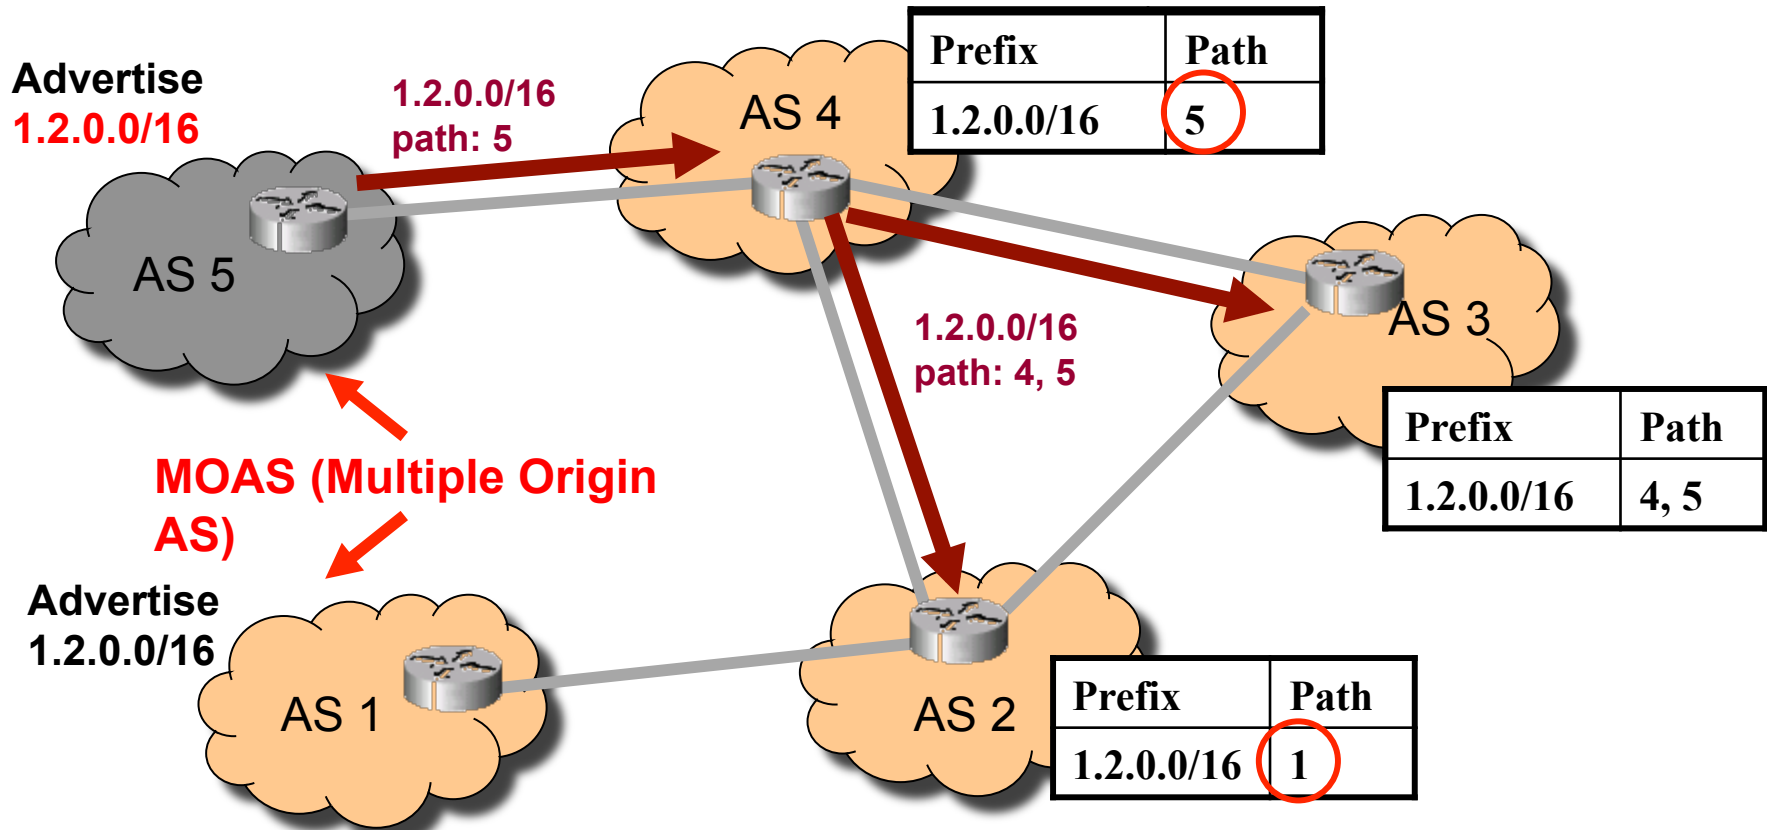 Advertise
1.2.0.0/16
1.2.0.0/16
path: 5
AS 4
Prefix Path
1.2.0.0/16 5
AS 5
AS 3
1.2.0.0/16
path: 4, 5
Prefix Path
1.2.0.0/16 4, 5
MOAS (Multiple Origin
AS)
Advertise
1.2.0.0/16
AS 1
AS 2
Prefix Path
1.2.0.0/16 1